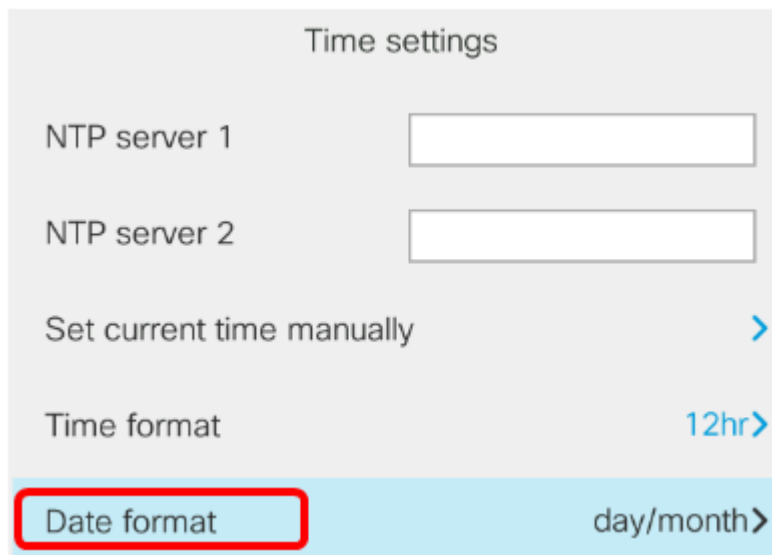 Time settings
NTP server 1
NTP server 2
Set current time manually
Time format 12hr
Date format day/month